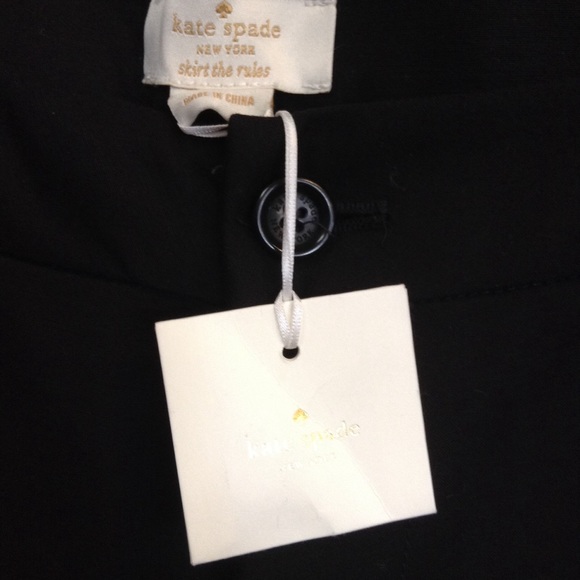 kate spade
NEW YORK
skirt the rules
MADE IN CHINA
kate spade
NEW YORK